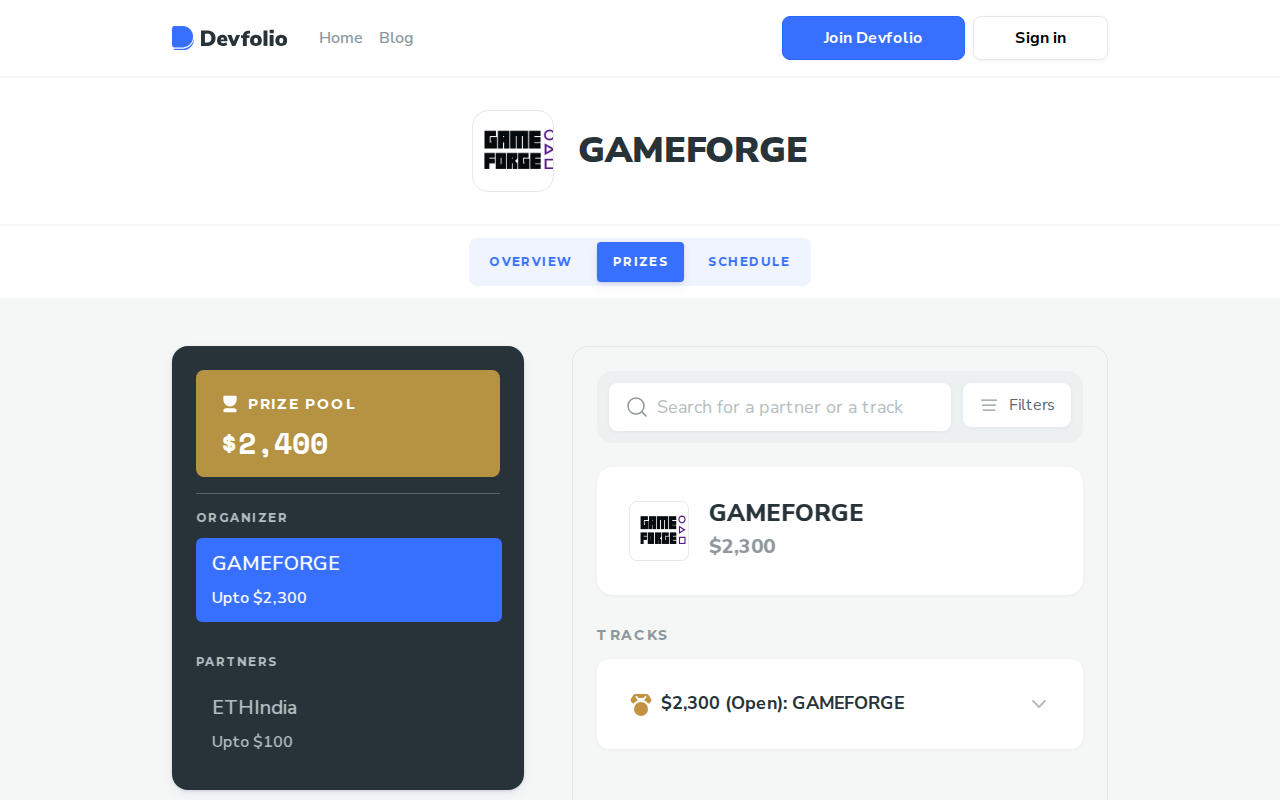 Devfolio
Home
Blog
Join Devfolio
Sign in
GAME
FORGE
GAMEFORGE
OVERVIEW
PRIZES
SCHEDULE
PRIZE POOL
$2,400
ORGANIZER
GAMEFORGE
Upto $2,300
PARTNERS
ETHIndia
Upto $100
Search for a partner or a track
Filters
GAME
FORGE
GAMEFORGE
$2,300
TRACKS
$2,300 (Open): GAMEFORGE